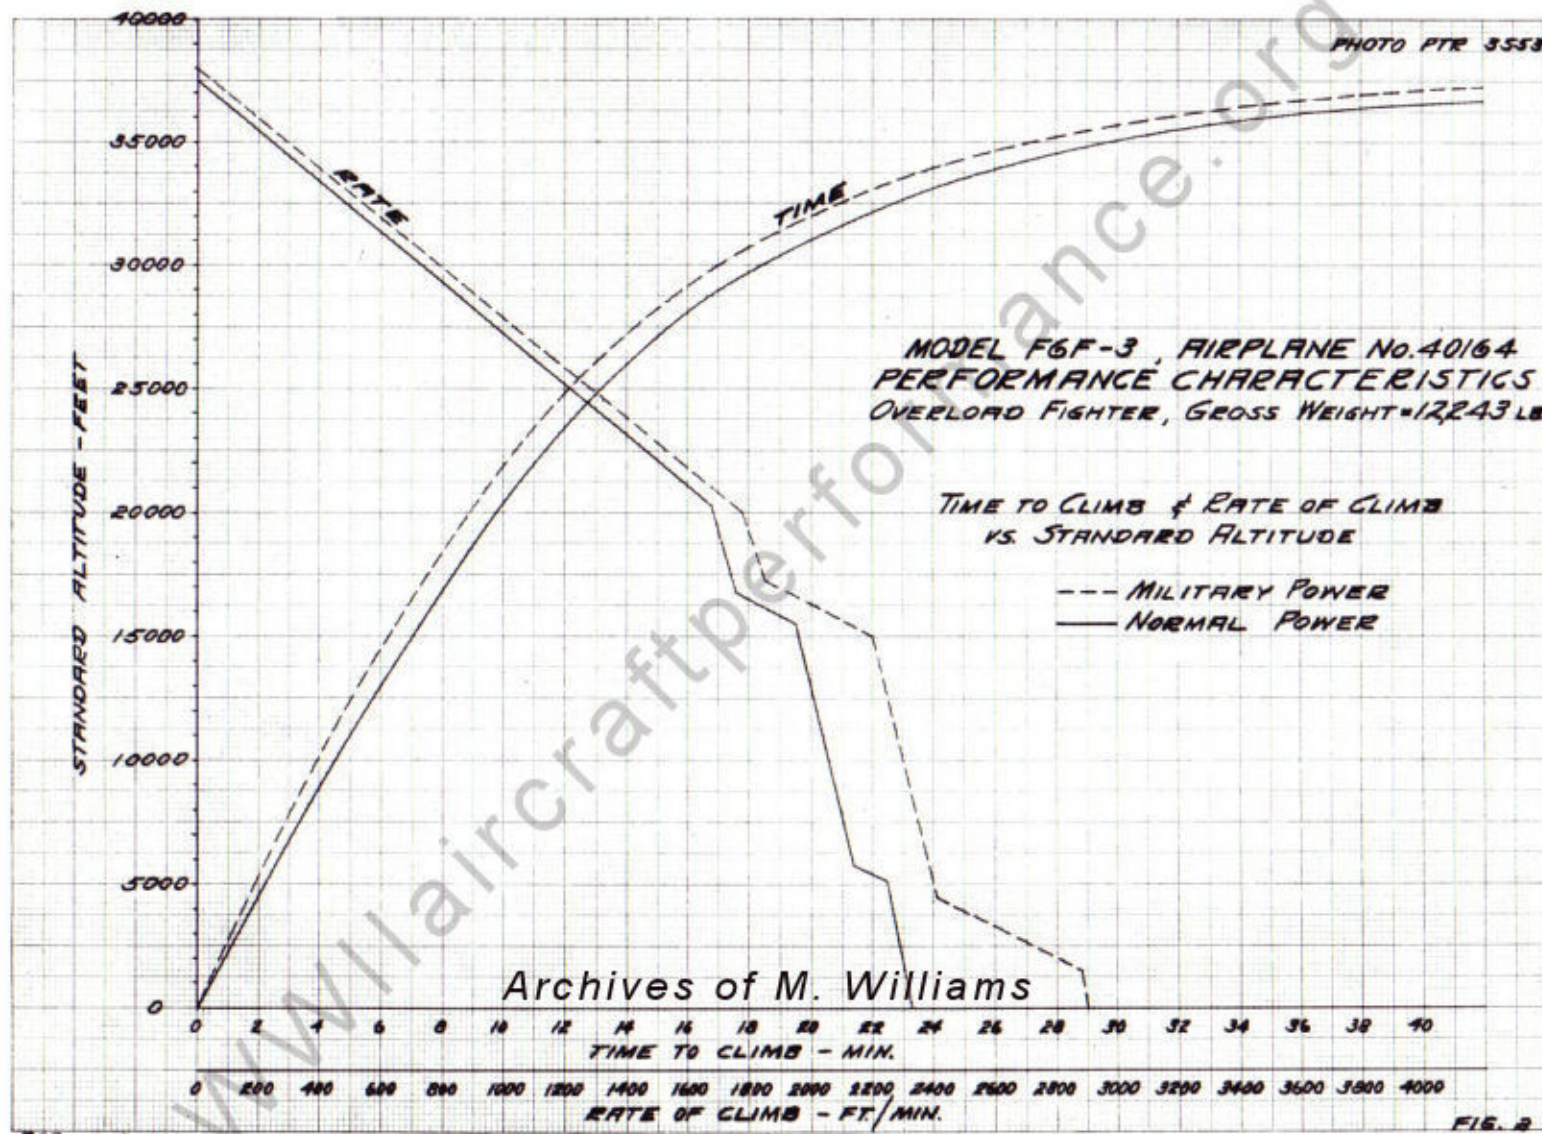 40000
PHOTO PTR 3553
35000
RATE
TIME
30000
MODEL F6F-3, AIRPLANE No. 40164
PERFORMANCE CHARACTERISTICS
25000
OVERLOAD FIGHTER, GROSS WEIGHT=12,243 LB
STANDARD ALTITUDE - FEET
20000
TIME TO CLIMB & RATE OF CLIMB
VS. STANDARD ALTITUDE
--- MILITARY POWER
15000
— NORMAL POWER
10000
5000
Archives of M. Williams
0
0 2 4 6 8 10 12 14 16 18 20 22 24 26 28 30 32 34 36 38 40
TIME TO CLIMB - MIN.
0 200 400 600 800 1000 1200 1400 1600 1800 2000 2200 2400 2600 2800 3000 3200 3400 3600 3800 4000
RATE OF CLIMB - FT./MIN.
FIG. 2
wwiiaircraftperformance.org